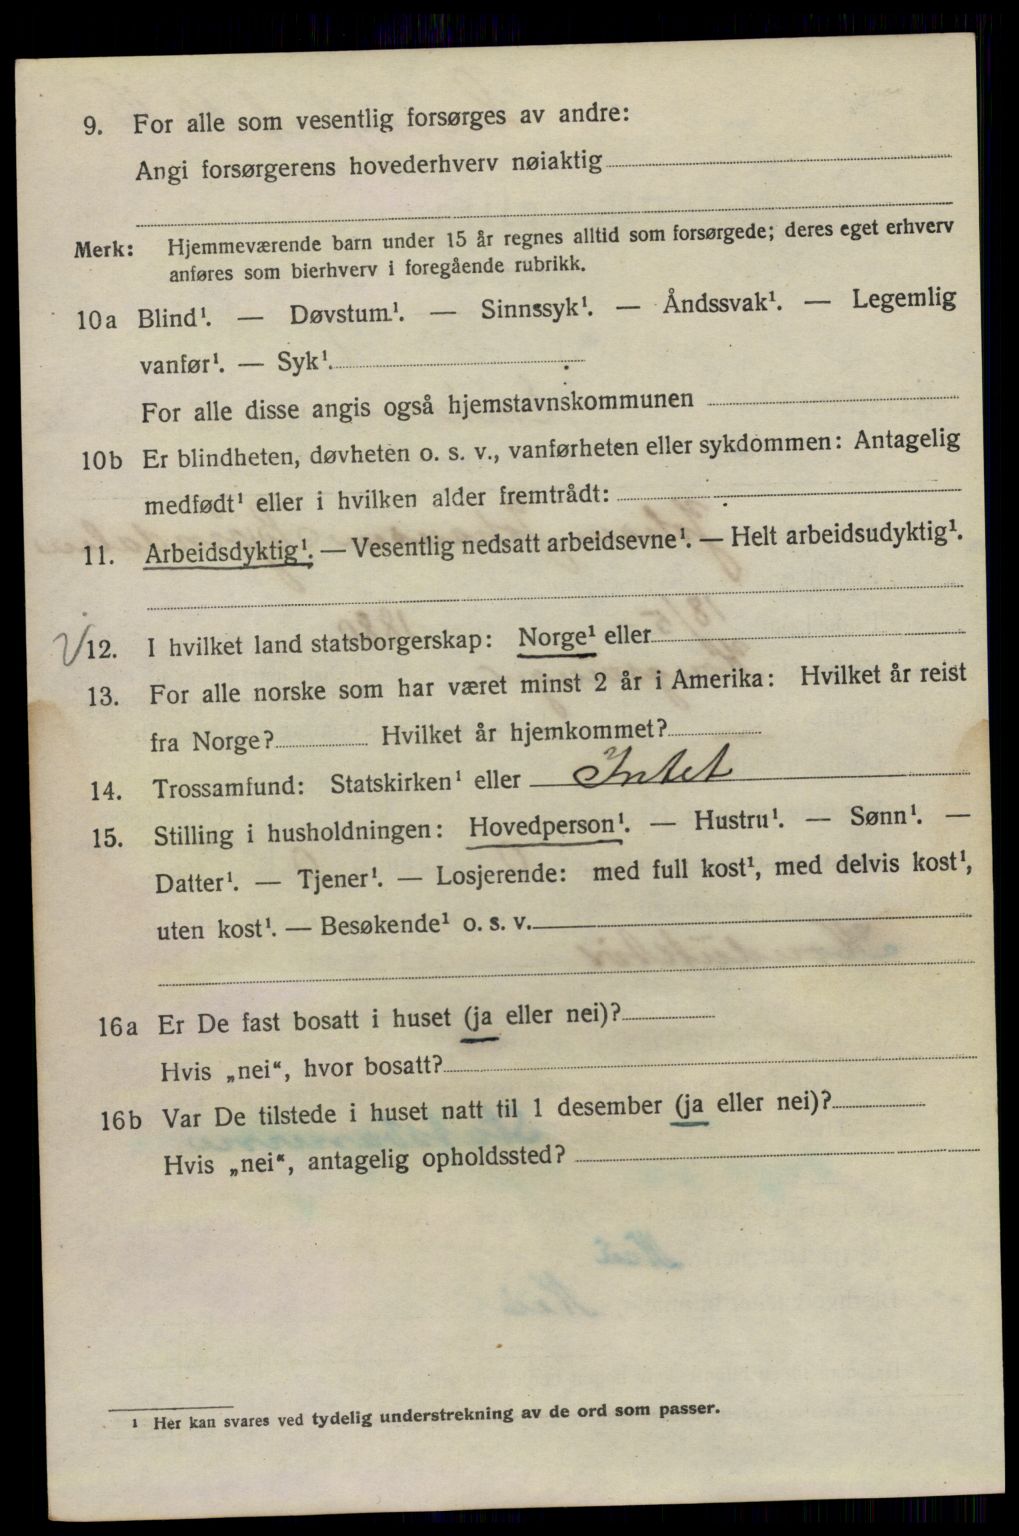 9. For alle som vesentlig forsørges av andre:
Angi forsørgerens hovederhverv nøiaktig
Merk: Hjemmeværende barn under 15 år regnes alltid som forsørgede; deres eget erhverv
anføres som bierhverv i foregående rubrikk.
10a Blind¹. — Døvstum¹. — Sinnssyk¹. — Åndssvak¹. — Legemlig
vanfør¹. — Syk¹.
For alle disse angis også hjemstavnskommunen
10b Er blindheten, døvheten o. s. v., vanførheten eller sykdommen: Antagelig
medfødt¹ eller i hvilken alder fremtrådt:
11. Arbeidsdyktig¹. — Vesentlig nedsatt arbeidsevne¹. — Helt arbeidsudyktig¹.
12. I hvilket land statsborgerskap: Norge¹ eller
13. For alle norske som har været minst 2 år i Amerika: Hvilket år reist
fra Norge? Hvilket år hjemkommet?
14. Trossamfund: Statskirken¹ eller Intet
15. Stilling i husholdningen: Hovedperson¹. — Hustru¹. — Sønn¹. —
Datter¹. — Tjener¹. — Losjerende: med full kost¹, med delvis kost¹,
uten kost¹. — Besøkende¹ o. s. v.
16a Er De fast bosatt i huset (ja eller nei)?
Hvis „nei“, hvor bosatt?
16b Var De tilstede i huset natt til 1 desember (ja eller nei)?
Hvis „nei“, antagelig opholdssted?
¹ Her kan svares ved tydelig understrekning av de ord som passer.